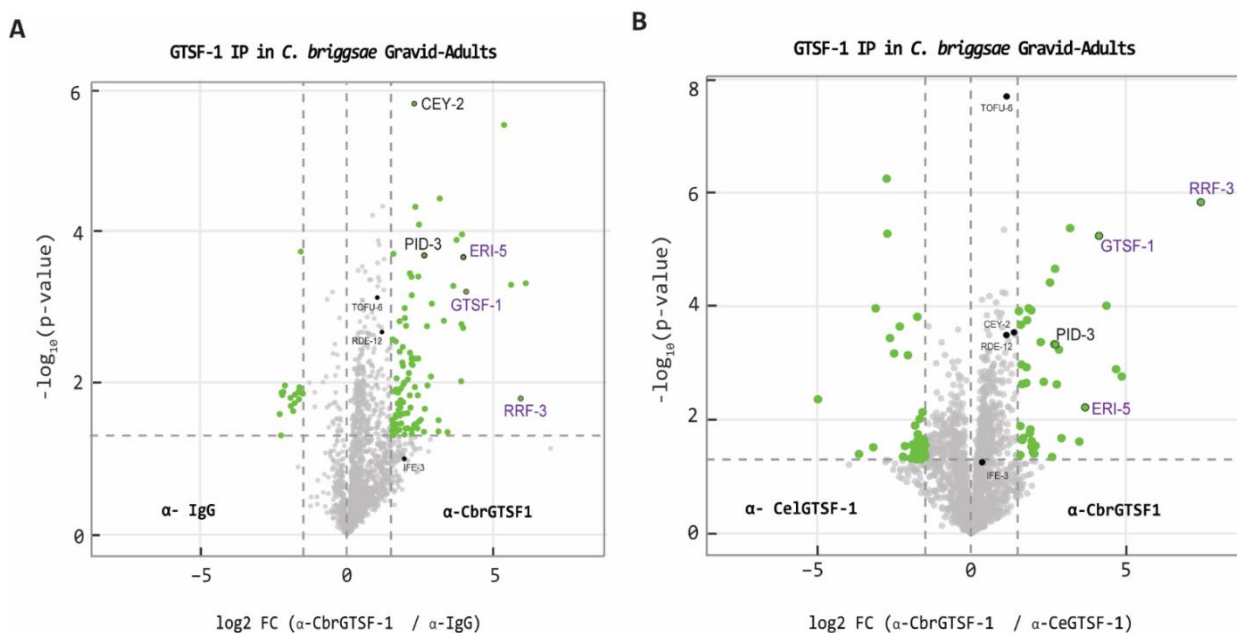 A
GTSF-1 IP in C. briggsae Gravid-Adults
6
4
2
0
-log10(p-value)
CEY-2
PID-3
ERI-5
TOFU-6
GTSF-1
RDE-12
RRF-3
IFE-3
α- IgG
α-CbrGTSF1
-5
0
5
log2 FC (α-CbrGTSF-1 / α-IgG)
B
GTSF-1 IP in C. briggsae Gravid-Adults
8
6
4
2
0
-log10(p-value)
TOFU-6
RRF-3
GTSF-1
CEY-2
RDE-12
PID-3
ERI-5
IFE-3
α- CelGTSF-1
α-CbrGTSF1
-5
0
5
log2 FC (α-CbrGTSF-1 / α-CeGTSF-1)